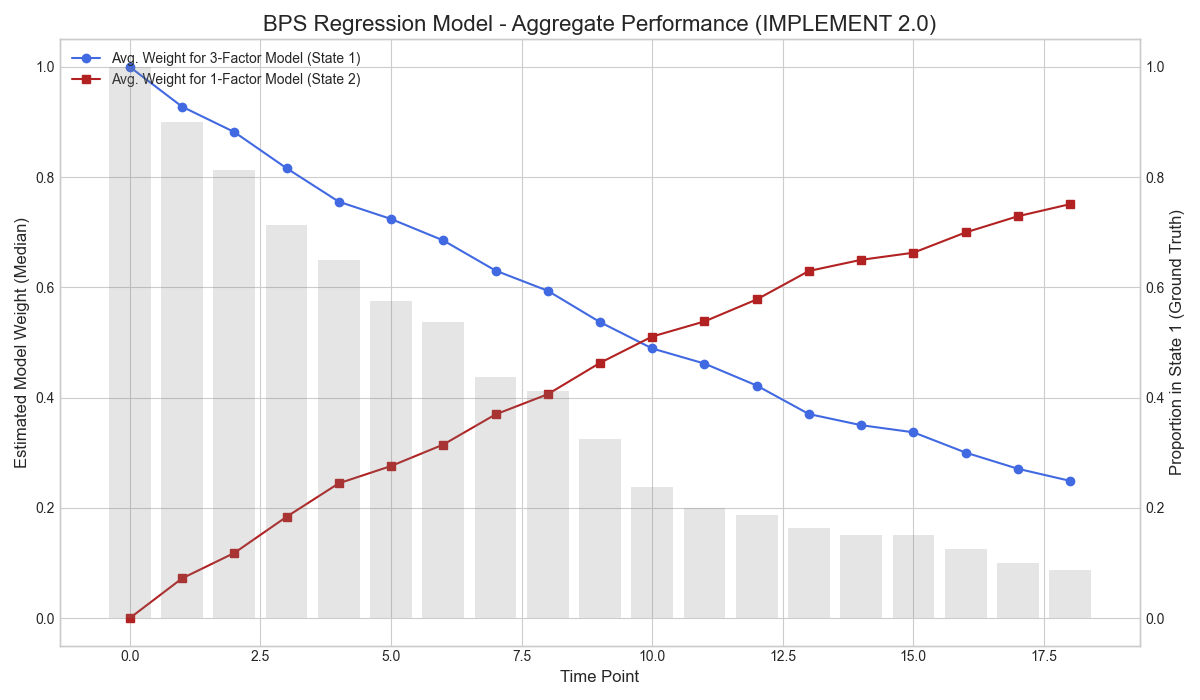 BPS Regression Model - Aggregate Performance (IMPLEMENT 2.0)
Avg. Weight for 3-Factor Model (State 1)
Avg. Weight for 1-Factor Model (State 2)
Estimated Model Weight (Median)
1.0
0.8
0.6
0.4
0.2
0.0
1.0
0.8
0.6
0.4
0.2
0.0
Proportion in State 1 (Ground Truth)
0.0 2.5 5.0 7.5 10.0 12.5 15.0 17.5
Time Point